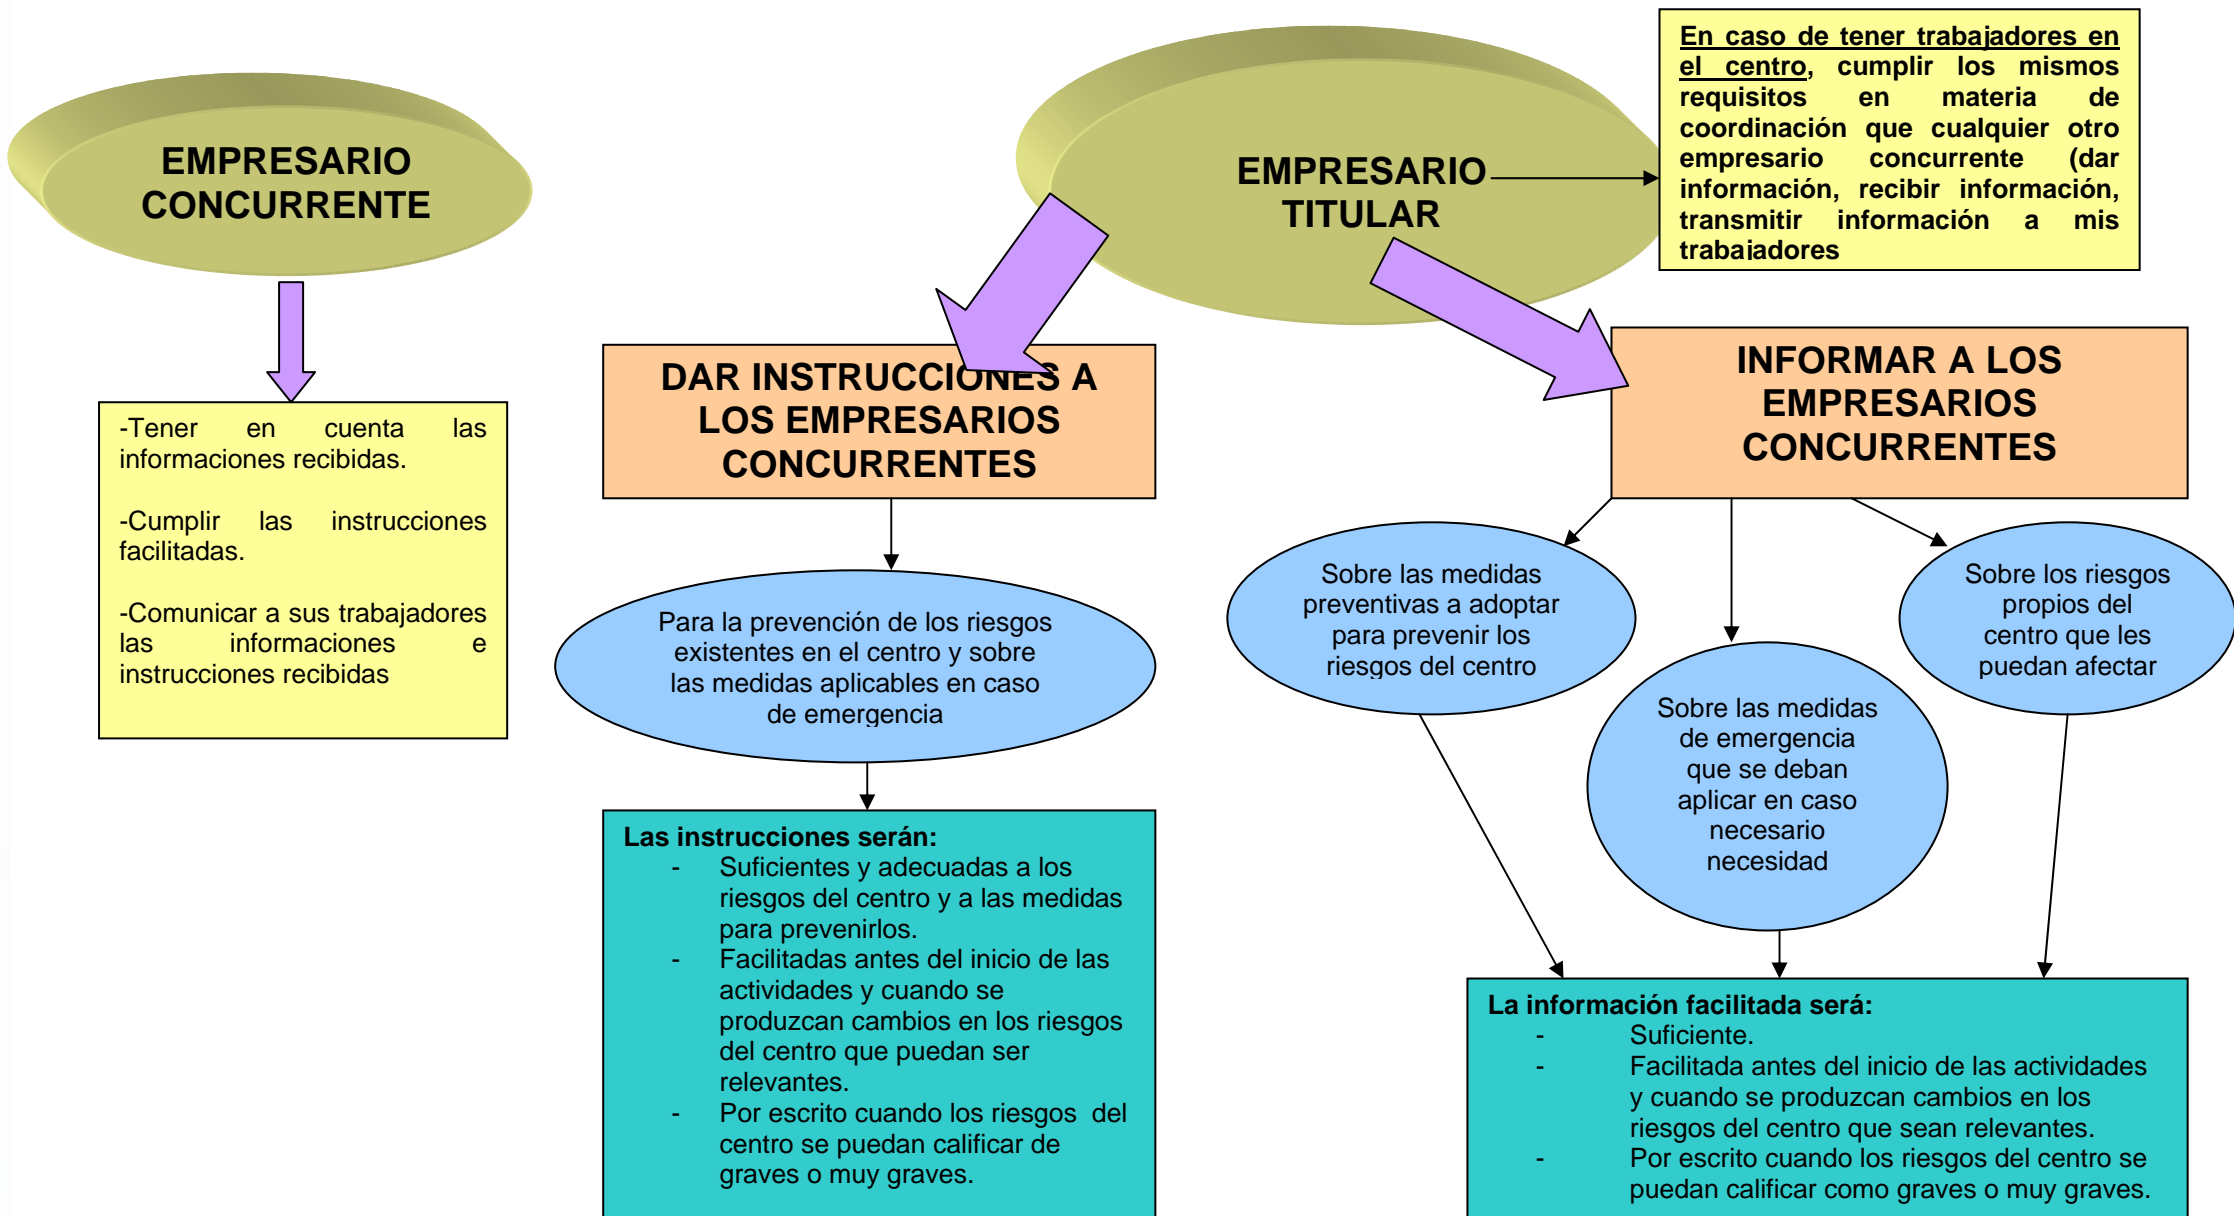 EMPRESARIO
CONCURRENTE
-Tener en cuenta las
informaciones recibidas.
-Cumplir las instrucciones
facilitadas.
-Comunicar a sus trabajadores
las informaciones e
instrucciones recibidas
EMPRESARIO
TITULAR
En caso de tener trabajadores en
el centro, cumplir los mismos
requisitos en materia de
coordinación que cualquier otro
empresario concurrente (dar
información, recibir información,
transmitir información a mis
trabajadores
DAR INSTRUCCIONES A
LOS EMPRESARIOS
CONCURRENTES
Para la prevención de los riesgos
existentes en el centro y sobre
las medidas aplicables en caso
de emergencia
Las instrucciones serán:
- Suficientes y adecuadas a los
riesgos del centro y a las medidas
para prevenirlos.
- Facilitadas antes del inicio de las
actividades y cuando se
produzcan cambios en los riesgos
del centro que puedan ser
relevantes.
- Por escrito cuando los riesgos del
centro se puedan calificar de
graves o muy graves.
INFORMAR A LOS
EMPRESARIOS
CONCURRENTES
Sobre las medidas
preventivas a adoptar
para prevenir los
riesgos del centro
Sobre las medidas
de emergencia
que se deban
aplicar en caso
necesario
necesidad
Sobre los riesgos
propios del
centro que les
puedan afectar
La información facilitada será:
- Suficiente.
- Facilitada antes del inicio de las actividades
y cuando se produzcan cambios en los
riesgos del centro que sean relevantes.
- Por escrito cuando los riesgos del centro se
puedan calificar como graves o muy graves.